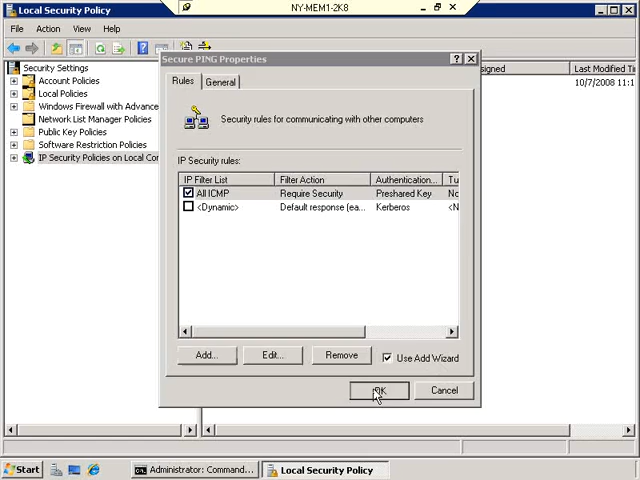 NY-MEM1-2K8
Local Security Policy
File Action View Help
Security Settings
Account Policies
Local Policies
Windows Firewall with Advance
Network List Manager Policies
Public Key Policies
Software Restriction Policies
IP Security Policies on Local Cor
signed
Last Modified Ti
10/7/2008 11:1
Secure PING Properties
Rules
General
Security rules for communicating with other computers
IP Security rules:
IP Filter List Filter Action Authentication... Tu
All ICMP Require Security Preshared Key No
<Dynamic> Default response (ea... Kerberos <N
Add... Edit... Remove Use Add Wizard
OK Cancel
Start Administrator: Command... Local Security Policy